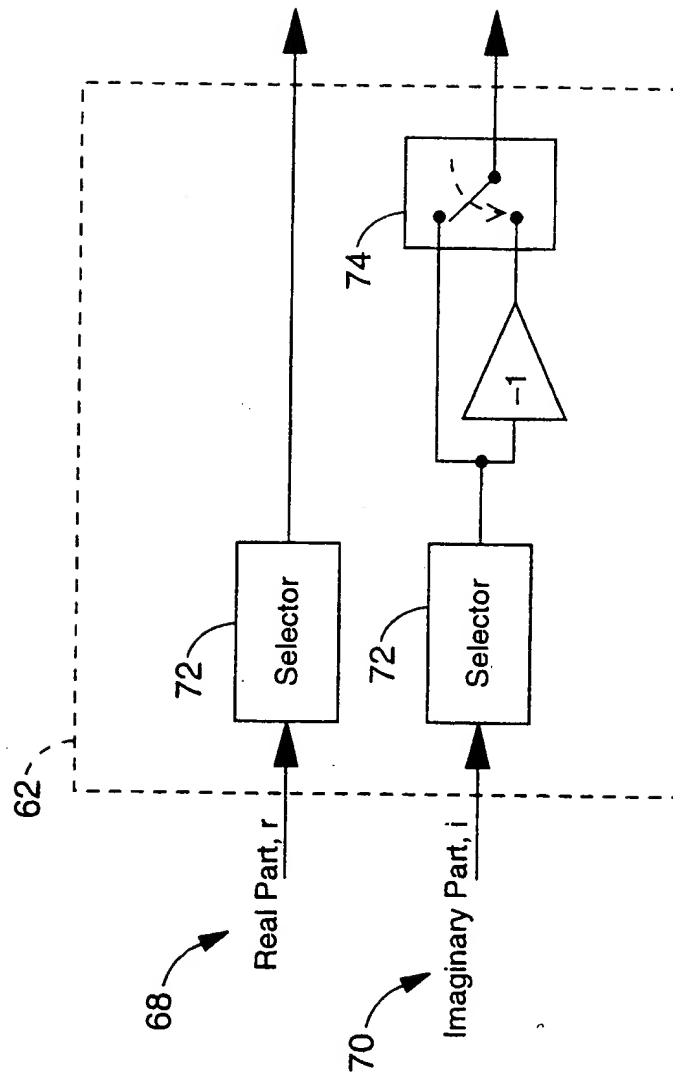 62
68
Real Part, r
72
Selector
70
Imaginary Part, i
72
Selector
-1
74